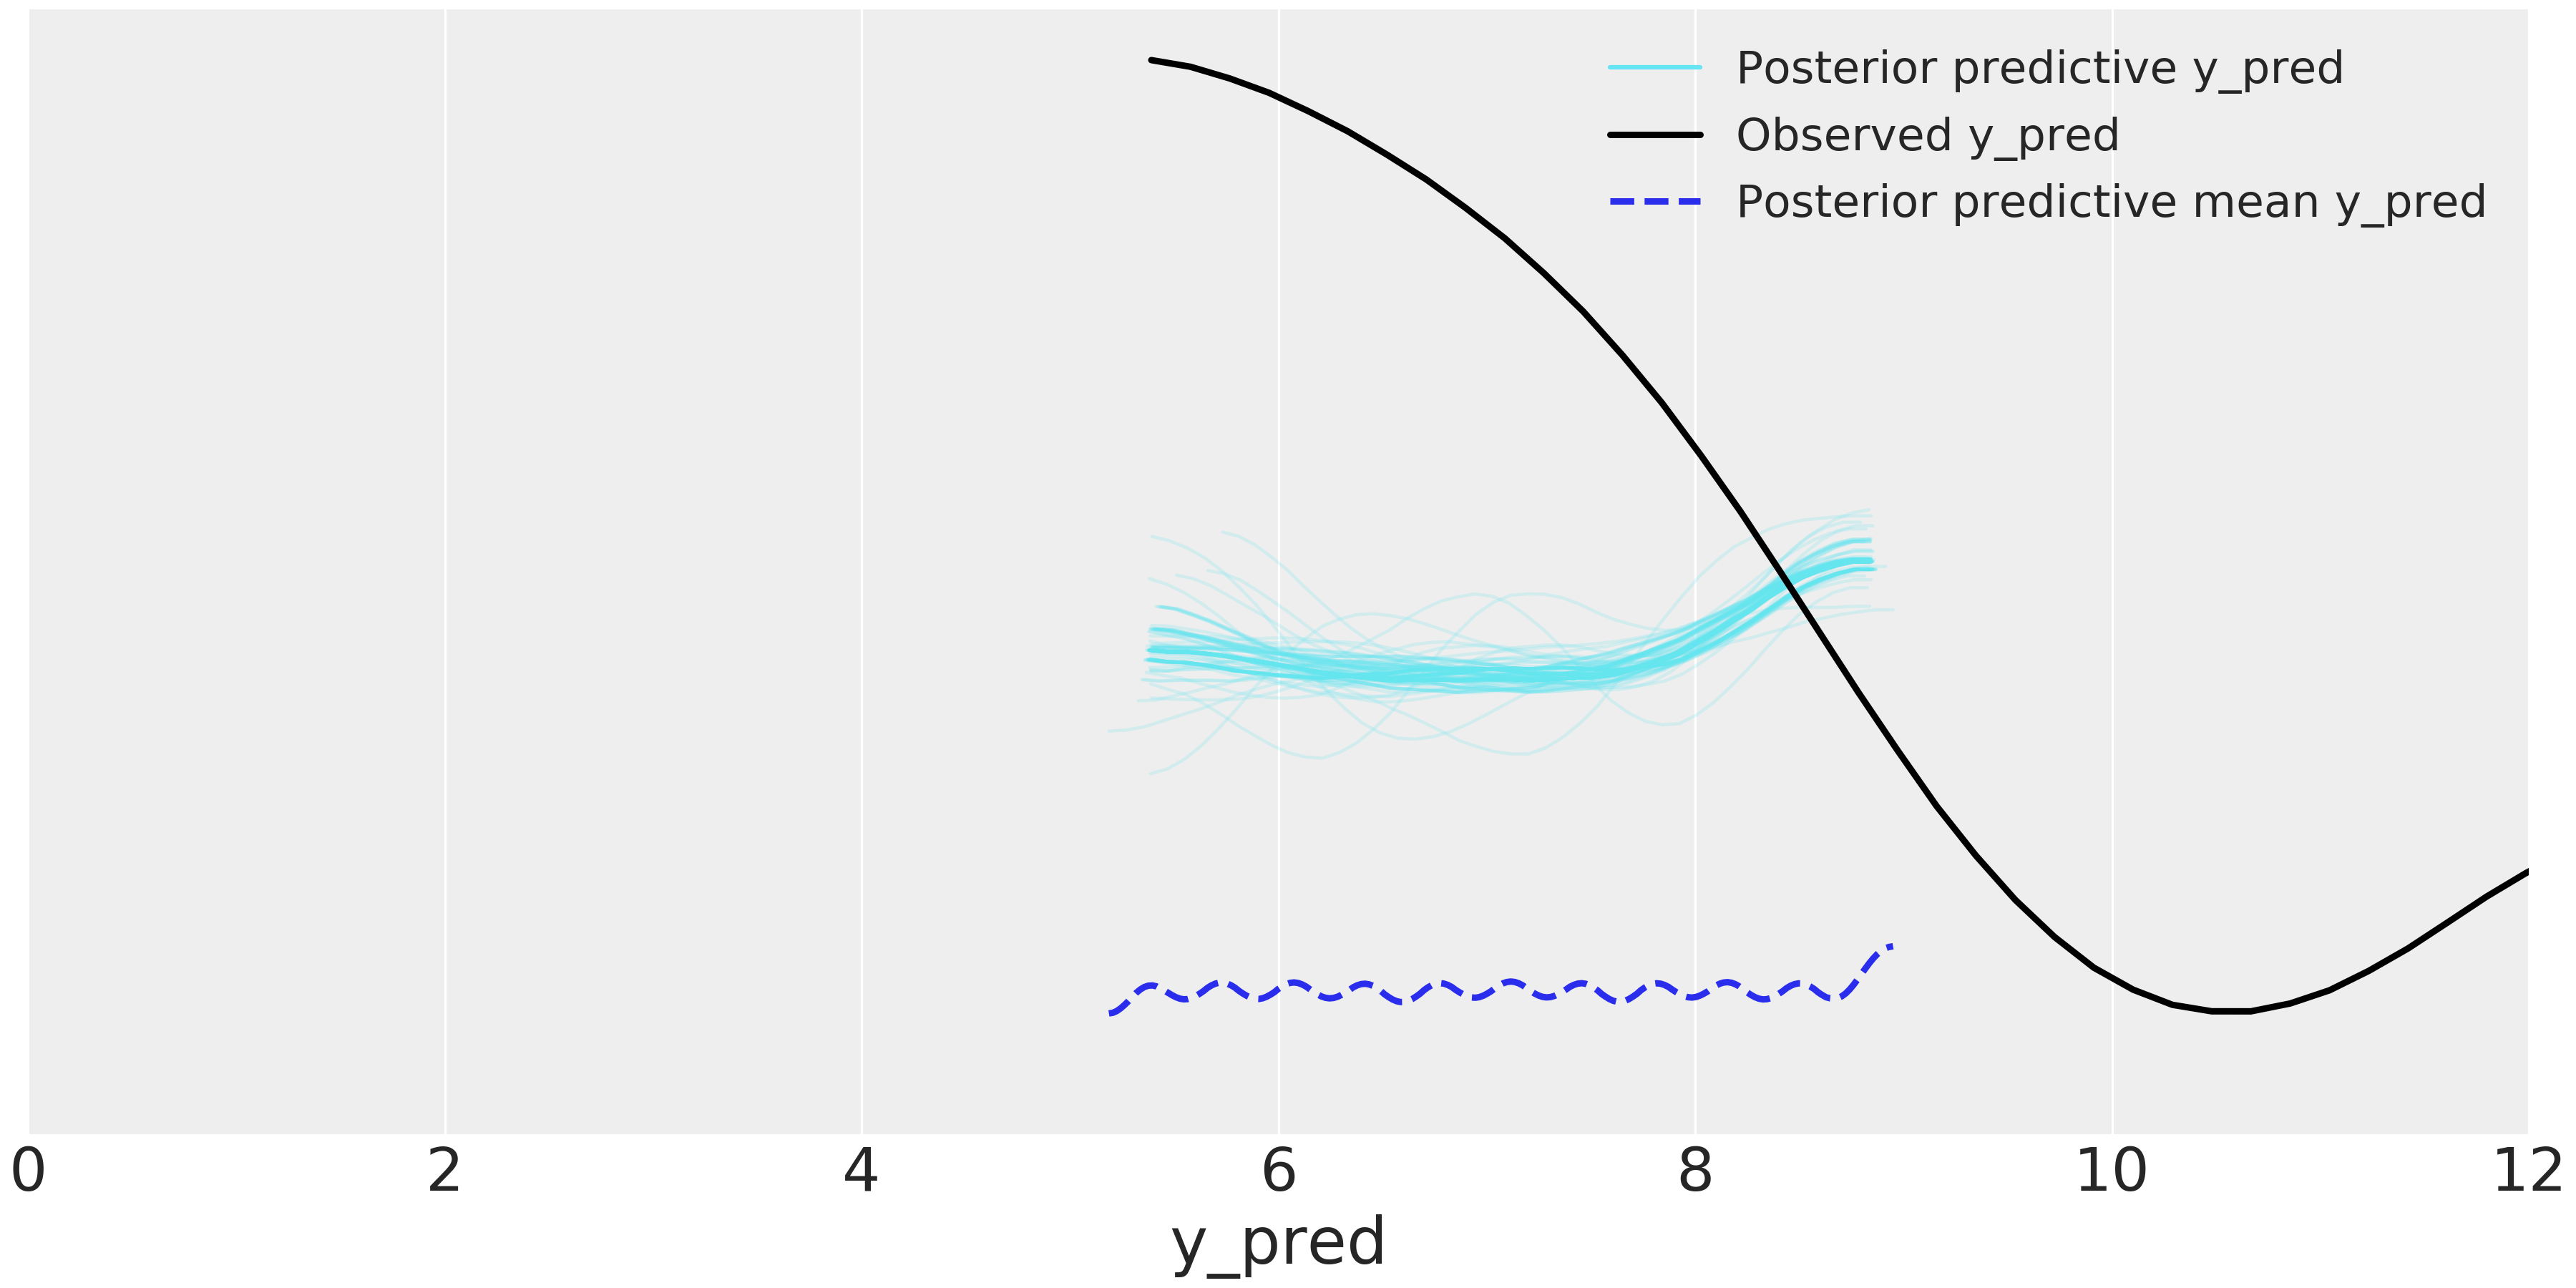 Posterior predictive y_pred
Observed y_pred
Posterior predictive mean y_pred
0 2 4 6 8 10 12
y_pred